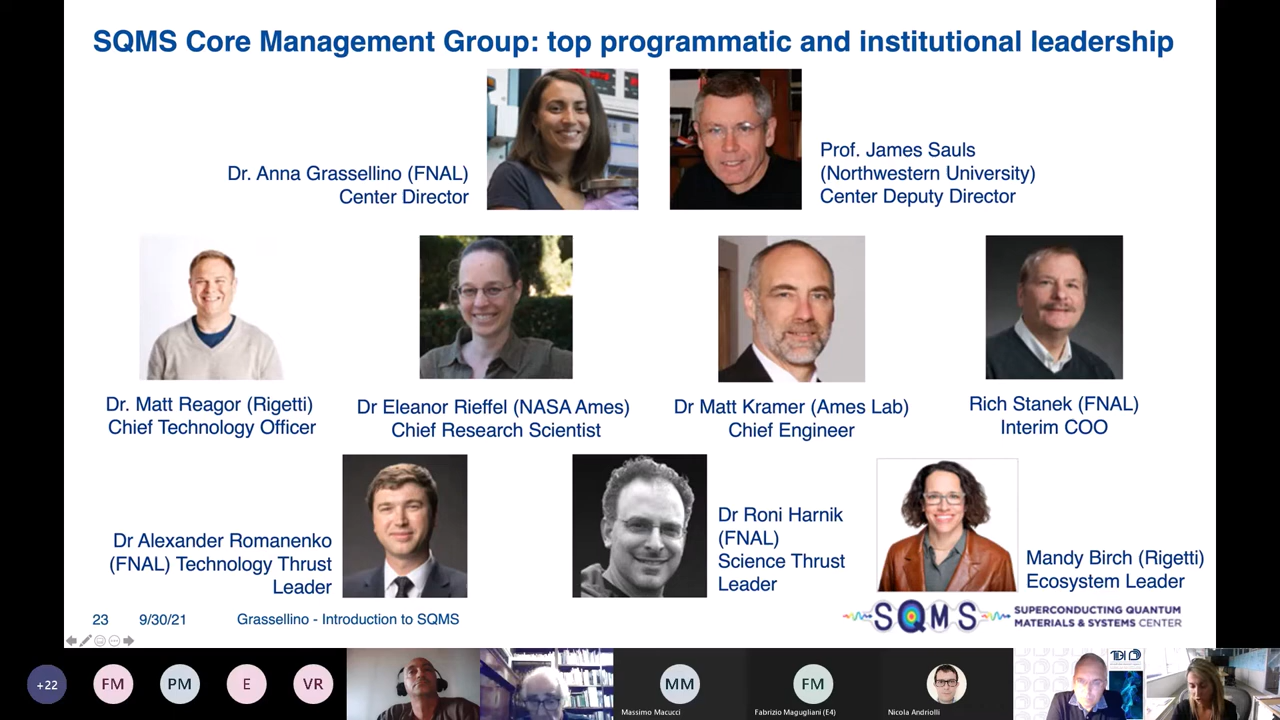 SQMS Core Management Group: top programmatic and institutional leadership
Dr. Anna Grassellino (FNAL)
Center Director
Prof. James Sauls
(Northwestern University)
Center Deputy Director
Dr. Matt Reagor (Rigetti)
Chief Technology Officer
Dr Eleanor Rieffel (NASA Ames)
Chief Research Scientist
Dr Matt Kramer (Ames Lab)
Chief Engineer
Rich Stanek (FNAL)
Interim COO
Dr Alexander Romanenko
(FNAL) Technology Thrust
Leader
Dr Roni Harnik
(FNAL)
Science Thrust
Leader
Mandy Birch (Rigetti)
Ecosystem Leader
23 9/30/21 Grassellino - Introduction to SQMS
SQMS
SUPERCONDUCTING QUANTUM
MATERIALS & SYSTEMS CENTER
+22
FM
PM
E
VR
MM
Massimo Macucci
FM
Fabrizio Magugliani (E4)
Nicola Andriolli